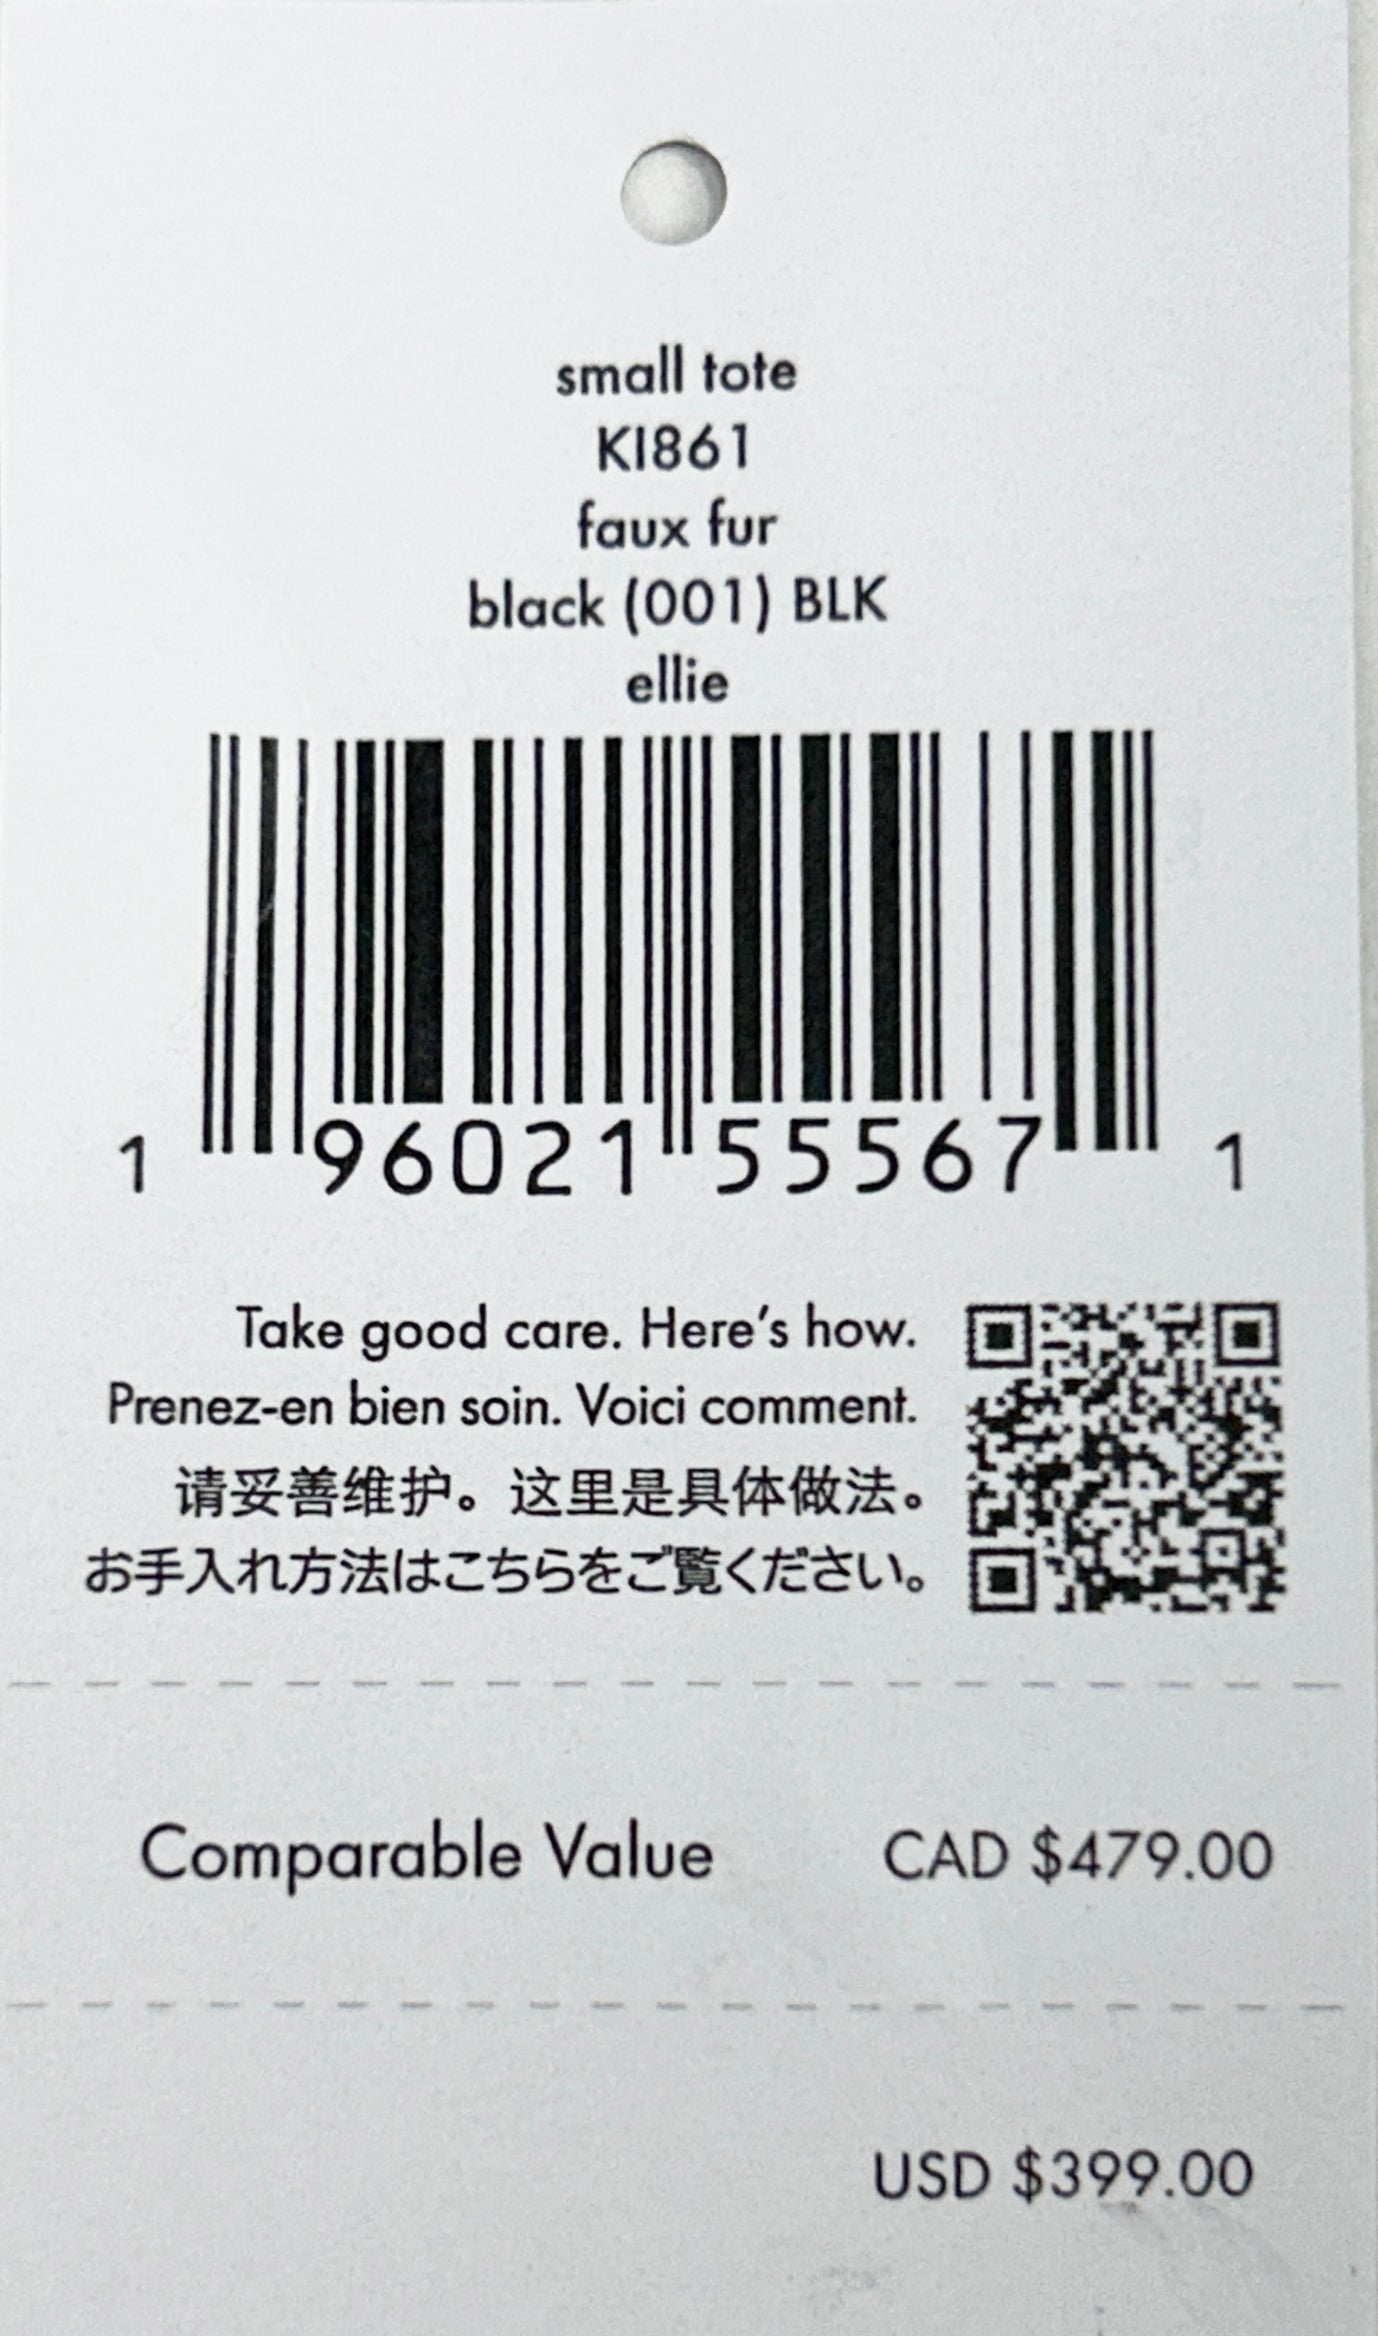 small tote
KI861
faux fur
black (001) BLK
ellie
1 96021 55567 1
Take good care. Here's how.
Prenez-en bien soin. Voici comment.
请妥善维护。这里是具体做法。
お手入れ方法はこちらをご覧ください。
Comparable Value CAD $479.00
USD $399.00